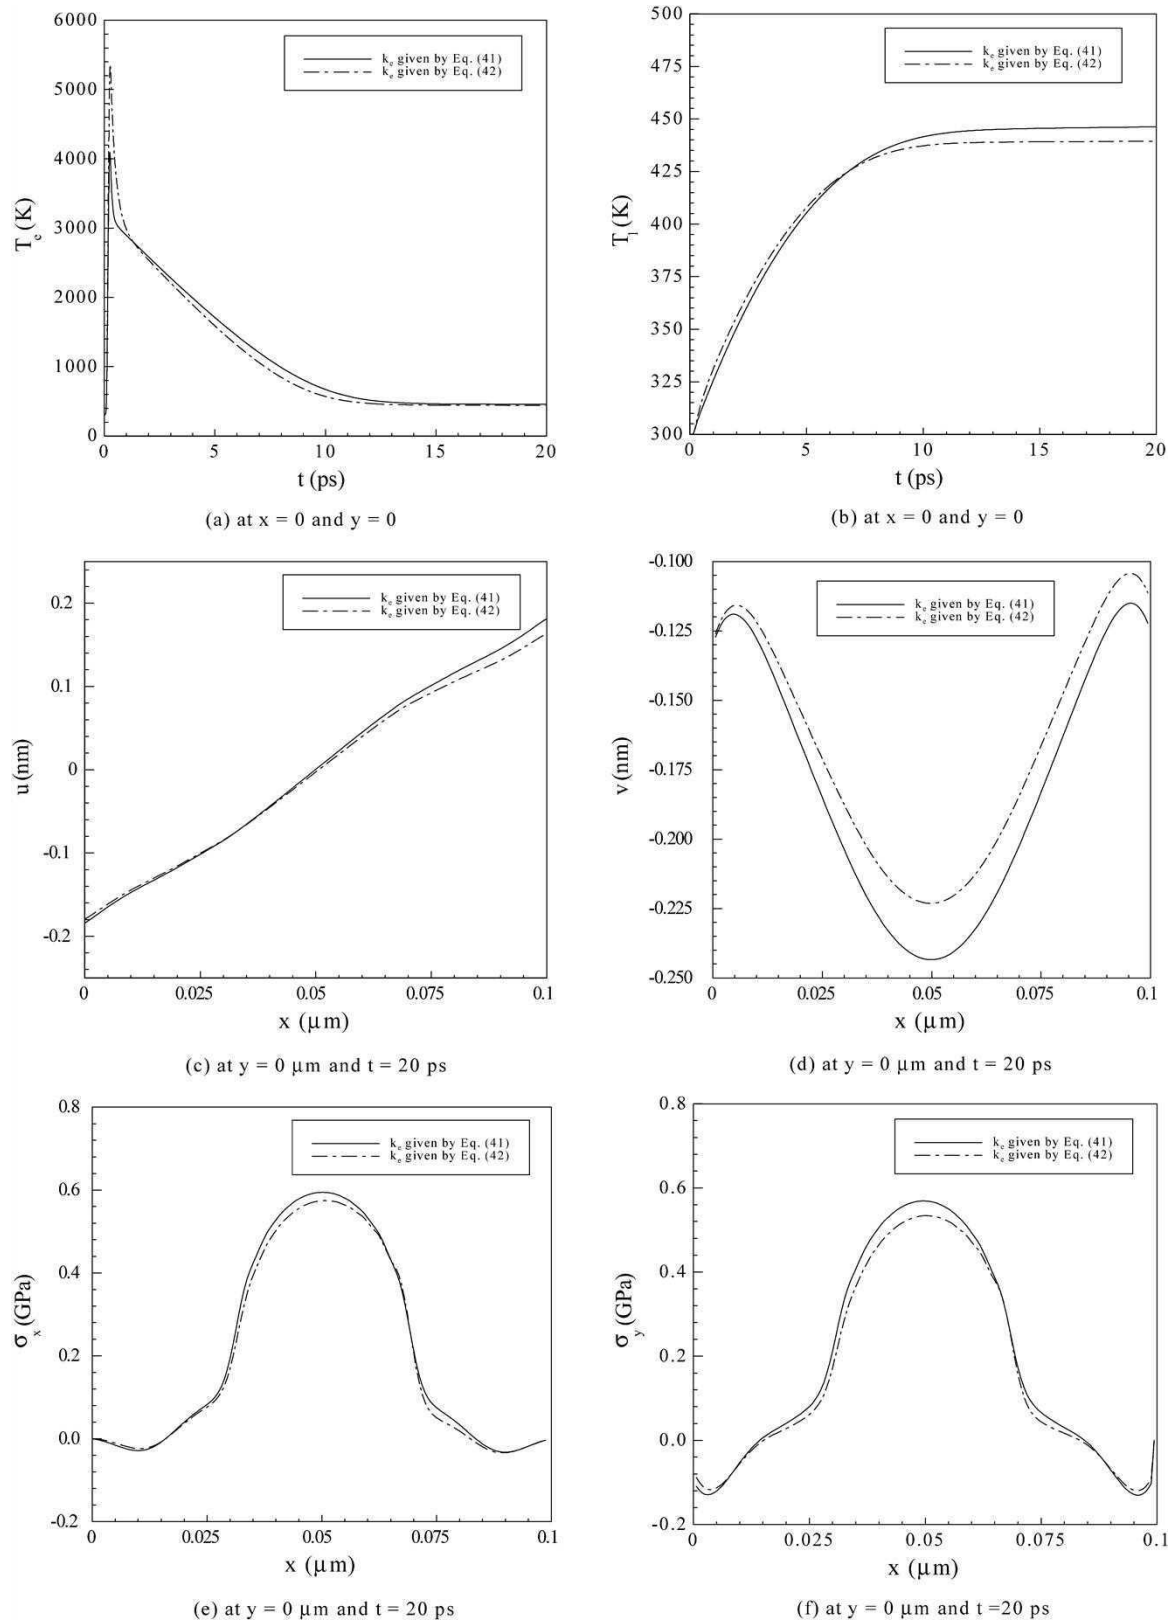 6000
5000
4000
3000
2000
1000
0
T_e (K)
k_e given by Eq. (41)
k_e given by Eq. (42)
0 5 10 15 20
t (ps)
(a) at x = 0 and y = 0
500
475
450
425
400
375
350
325
300
T_l (K)
k_e given by Eq. (41)
k_e given by Eq. (42)
0 5 10 15 20
t (ps)
(b) at x = 0 and y = 0
0.2
0.1
0
-0.1
-0.2
u (nm)
k_e given by Eq. (41)
k_e given by Eq. (42)
0 0.025 0.05 0.075 0.1
x (μm)
(c) at y = 0 μm and t = 20 ps
-0.100
-0.125
-0.150
-0.175
-0.200
-0.225
-0.250
v (nm)
k_e given by Eq. (41)
k_e given by Eq. (42)
0 0.025 0.05 0.075 0.1
x (μm)
(d) at y = 0 μm and t = 20 ps
0.8
0.6
0.4
0.2
0.0
-0.2
σ_x (GPa)
k_e given by Eq. (41)
k_e given by Eq. (42)
0 0.025 0.05 0.075 0.1
x (μm)
(e) at y = 0 μm and t = 20 ps
0.8
0.6
0.4
0.2
0.0
-0.2
σ_y (GPa)
k_e given by Eq. (41)
k_e given by Eq. (42)
0 0.025 0.05 0.075 0.1
x (μm)
(f) at y = 0 μm and t =20 ps